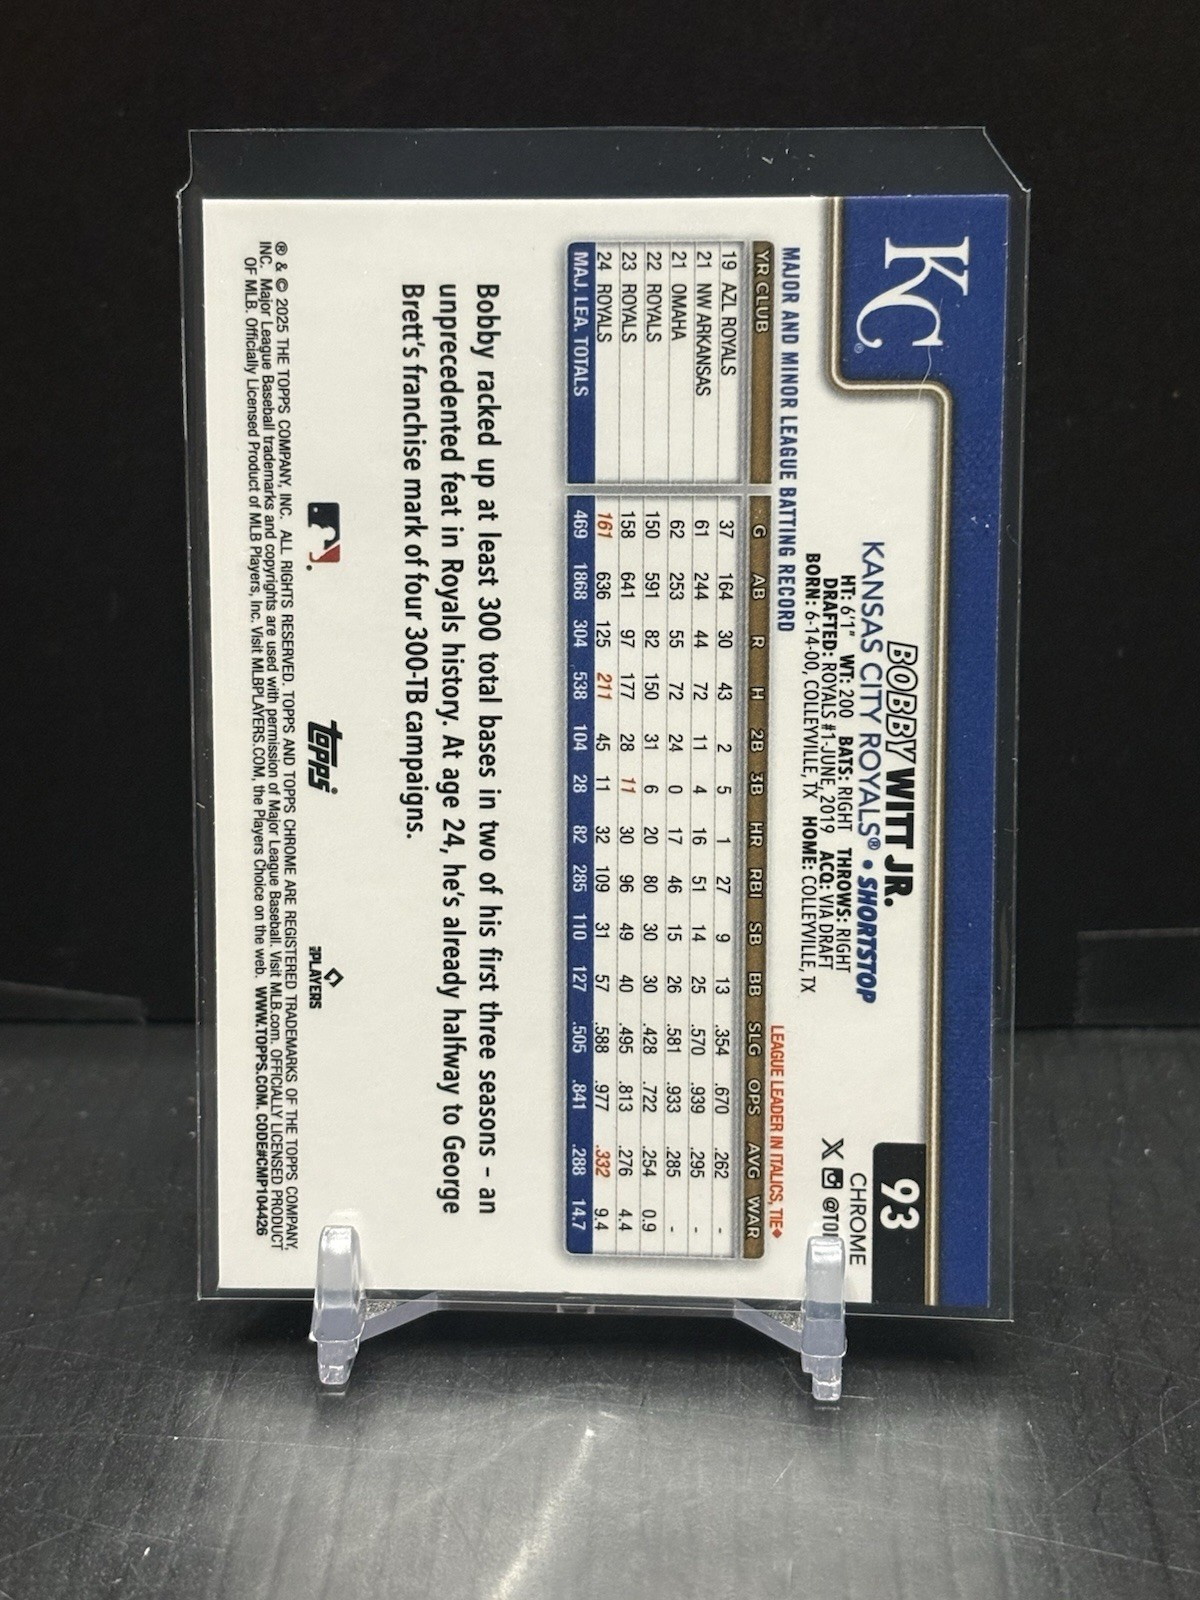 KC®
93
CHROME
BOBBY WITT JR.
KANSAS CITY ROYALS® • SHORTSTOP
HT: 6'1" WT: 200 BATS: RIGHT THROWS: RIGHT
DRAFTED: ROYALS #1-JUNE, 2019 ACQ: VIA DRAFT
BORN: 6-14-00, COLLEYVILLE, TX HOME: COLLEYVILLE, TX
MAJOR AND MINOR LEAGUE BATTING RECORD
LEAGUE LEADER IN ITALICS, TIE♦
YR CLUB G AB R H 2B 3B HR RBI SB BB SLG OPS AVG WAR
19 AZL ROYALS 37 164 30 43 2 5 1 27 9 13 .354 .670 .262 -
21 NW ARKANSAS 61 244 44 72 11 4 16 51 14 25 .570 .939 .295 -
21 OMAHA 62 253 55 72 24 0 17 46 15 26 .581 .933 .285 -
22 ROYALS 150 591 82 150 31 6 20 80 30 30 .428 .722 .254 0.9
23 ROYALS 158 641 97 177 28 11 30 96 49 40 .495 .813 .276 4.4
24 ROYALS 161 636 125 211 45 11 32 109 31 57 .588 .977 .332 9.4
MAJ. LEA. TOTALS 469 1868 304 538 104 28 82 285 110 127 .505 .841 .288 14.7
Bobby racked up at least 300 total bases in two of his first three seasons – an
unprecedented feat in Royals history. At age 24, he's already halfway to George
Brett's franchise mark of four 300-TB campaigns.
topps
PLAYERS
® & © 2025 THE TOPPS COMPANY, INC. ALL RIGHTS RESERVED. TOPPS AND TOPPS CHROME ARE REGISTERED TRADEMARKS OF THE TOPPS COMPANY,
INC. Major League Baseball trademarks and copyrights are used with permission of Major League Baseball. Visit MLB.com. OFFICIALLY LICENSED PRODUCT
OF MLB. Officially Licensed Product of MLB Players, Inc. Visit MLBPLAYERS.COM, the Players Choice on the web. WWW.TOPPS.COM. CODE#CMP104426